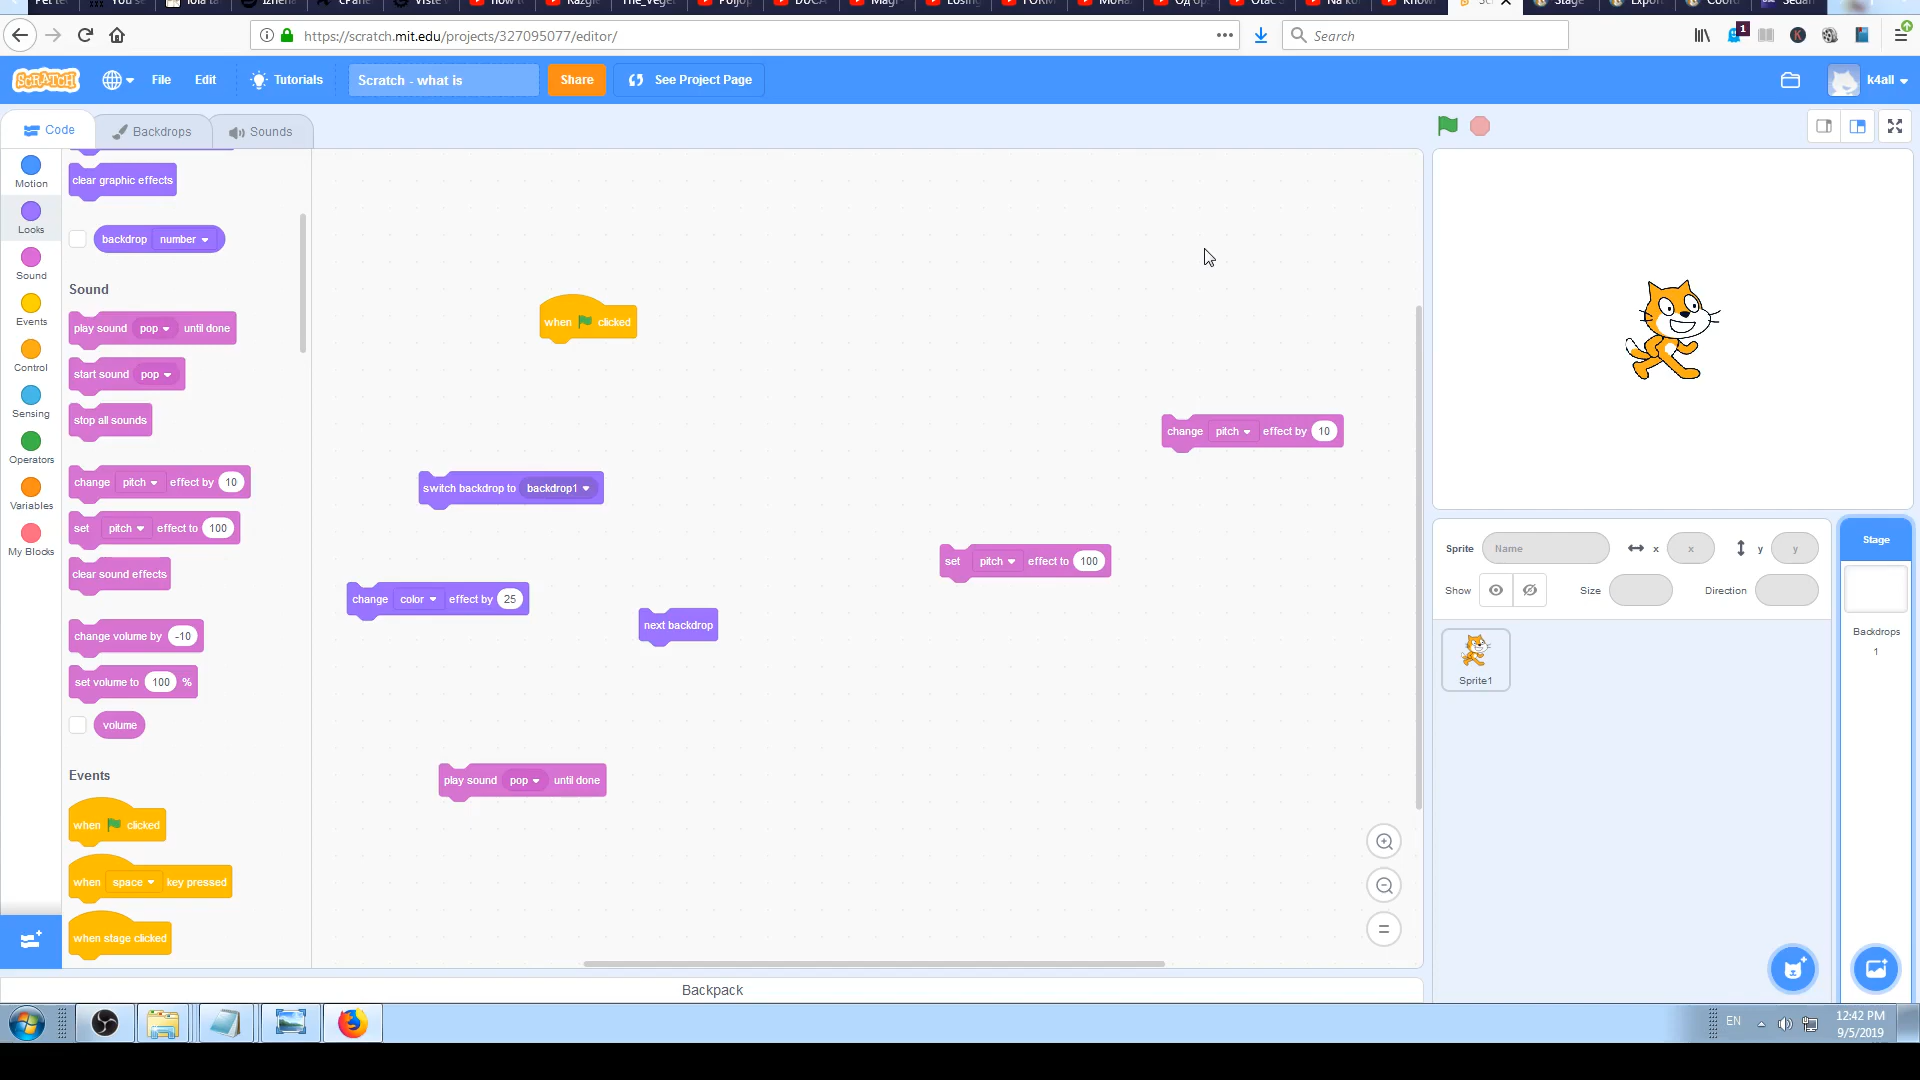 https://scratch.mit.edu/projects/327095077/editor/
Search
1
SCRATCH
File
Edit
Tutorials
Scratch - what is
Share
See Project Page
k4all
Code
Backdrops
Sounds
Motion
Looks
Sound
Events
Control
Sensing
Operators
Variables
My Blocks
clear graphic effects
backdrop number
Sound
play sound pop until done
start sound pop
stop all sounds
change pitch effect by 10
set pitch effect to 100
clear sound effects
change volume by -10
set volume to 100 %
volume
Events
when clicked
when space key pressed
when stage clicked
when clicked
change pitch effect by 10
switch backdrop to backdrop1
set pitch effect to 100
change color effect by 25
next backdrop
play sound pop until done
Sprite Name x x y y
Show Size Direction
Sprite1
Stage
Backdrops
1
Backpack
EN
12:42 PM
9/5/2019